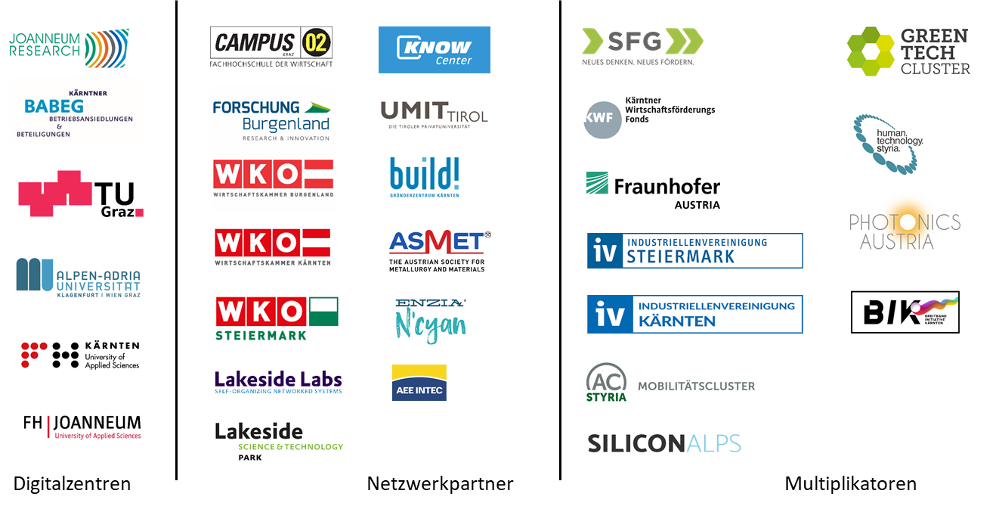 JOANNEUM
RESEARCH
KÄRNTNER
BABEG
BETRIEBSANSIEDLUNGEN
&
BETEILIGUNGEN
TU
Graz
ALPEN-ADRIA
UNIVERSITÄT
KLAGENFURT I WIEN GRAZ
FH KÄRNTEN
University of
Applied Sciences
FH | JOANNEUM
University of Applied Sciences
Digitalzentren
CAMPUS 02
GRAZ
FACHHOCHSCHULE DER WIRTSCHAFT
FORSCHUNG
Burgenland
RESEARCH & INNOVATION
WKO
WIRTSCHAFTSKAMMER BURGENLAND
WKO
WIRTSCHAFTSKAMMER KÄRNTEN
WKO
STEIERMARK
Lakeside Labs
SELF-ORGANIZING NETWORKED SYSTEMS
Lakeside
SCIENCE & TECHNOLOGY
PARK
KNOW
Center
UMIT TIROL
DIE TIROLER PRIVATUNIVERSITÄT
build!
GRÜNDERZENTRUM KÄRNTEN
ASMET
THE AUSTRIAN SOCIETY FOR
METALLURGY AND MATERIALS
ENZIA'
N'cyan
AEE INTEC
Netzwerkpartner
SFG
NEUES DENKEN. NEUES FÖRDERN.
KWF
Kärntner
Wirtschaftsförderungs
Fonds
Fraunhofer
AUSTRIA
iv INDUSTRIELLENVEREINIGUNG
STEIERMARK
iv INDUSTRIELLENVEREINIGUNG
KÄRNTEN
AC
STYRIA
MOBILITÄTSCLUSTER
SILICONALPS
GREEN
TECH
CLUSTER
human.
technology.
styria.
PHOTONICS
AUSTRIA
BIK
BREITBAND
INITIATIVE
KÄRNTEN
Multiplikatoren